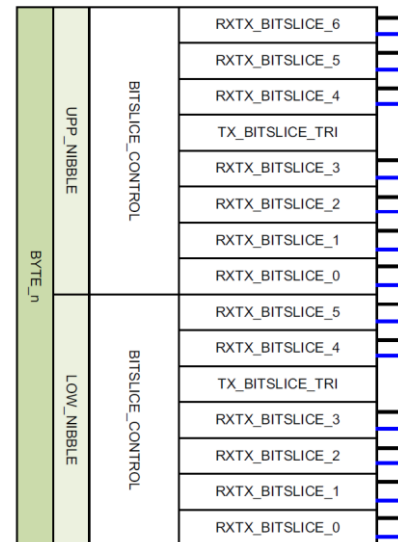 BYTE_n
UPP_NIBBLE
BITSLICE_CONTROL
RXTX_BITSLICE_6
RXTX_BITSLICE_5
RXTX_BITSLICE_4
TX_BITSLICE_TRI
RXTX_BITSLICE_3
RXTX_BITSLICE_2
RXTX_BITSLICE_1
RXTX_BITSLICE_0
LOW_NIBBLE
BITSLICE_CONTROL
RXTX_BITSLICE_5
RXTX_BITSLICE_4
TX_BITSLICE_TRI
RXTX_BITSLICE_3
RXTX_BITSLICE_2
RXTX_BITSLICE_1
RXTX_BITSLICE_0